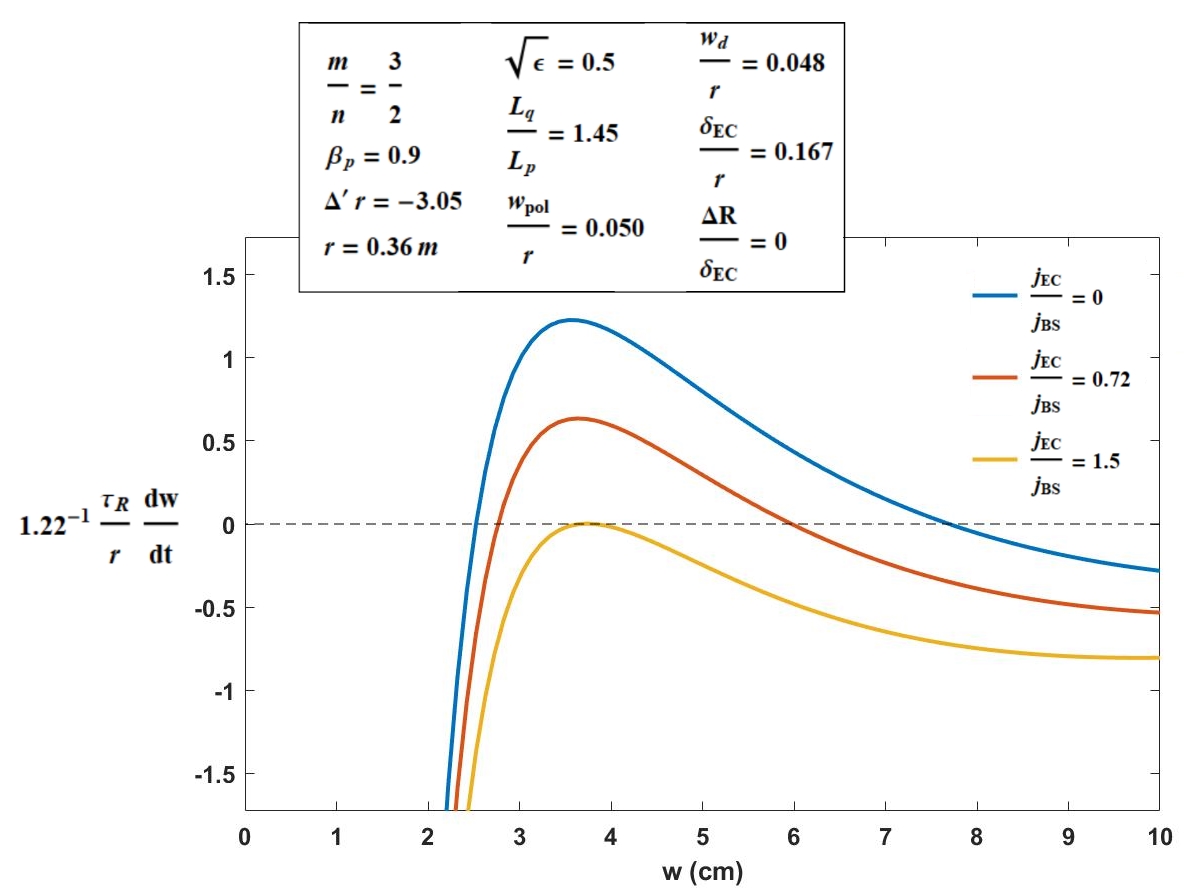 m/n = 3/2
β_p = 0.9
Δ′ r = −3.05
r = 0.36 m
√ϵ = 0.5
L_q/L_p = 1.45
w_pol/r = 0.050
w_d/r = 0.048
δ_EC/r = 0.167
ΔR/δ_EC = 0
j_EC/j_BS = 0
j_EC/j_BS = 0.72
j_EC/j_BS = 1.5
1.22⁻¹ τ_R/r dw/dt
1.5
1
0.5
0
-0.5
-1
-1.5
0 1 2 3 4 5 6 7 8 9 10
w (cm)